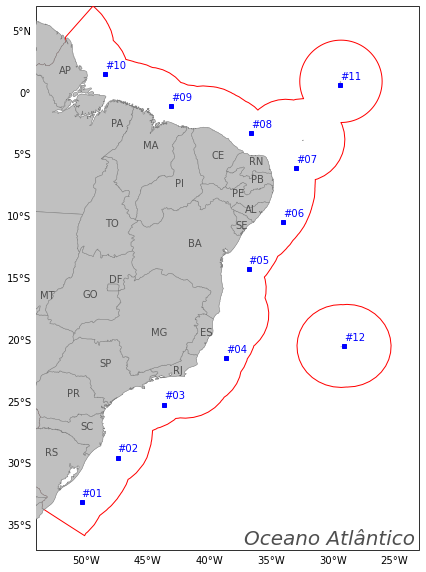 5°N
#10
#11
AP
0°
#09
PA
#08
MA
CE
RN
#07
5°S
PI
PB
PE
AL
#06
10°S
TO
SE
BA
#05
15°S
DF
MT
GO
MG
ES
#12
20°S
#04
SP
RJ
PR
#03
25°S
SC
RS
#02
30°S
#01
35°S
Oceano Atlântico
50°W 45°W 40°W 35°W 30°W 25°W